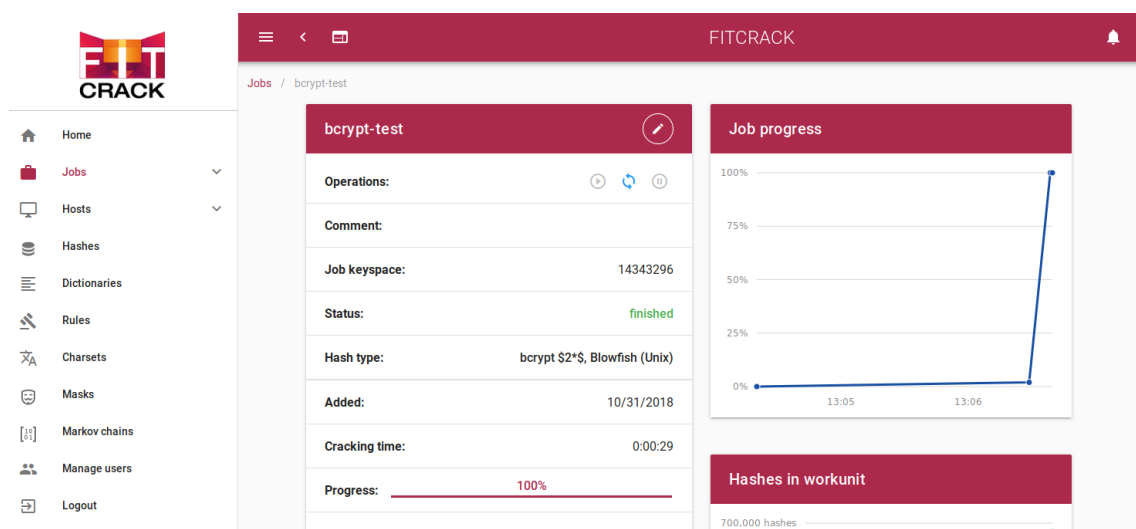 FIT
CRACK
Home
Jobs
Hosts
Hashes
Dictionaries
Rules
Charsets
Masks
Markov chains
Manage users
Logout
FITCRACK
Jobs / bcrypt-test
bcrypt-test
Operations:
Comment:
Job keyspace: 14343296
Status: finished
Hash type: bcrypt $2*$, Blowfish (Unix)
Added: 10/31/2018
Cracking time: 0:00:29
Progress: 100%
Job progress
100%
75%
50%
25%
0%
13:05 13:06
Hashes in workunit
700,000 hashes